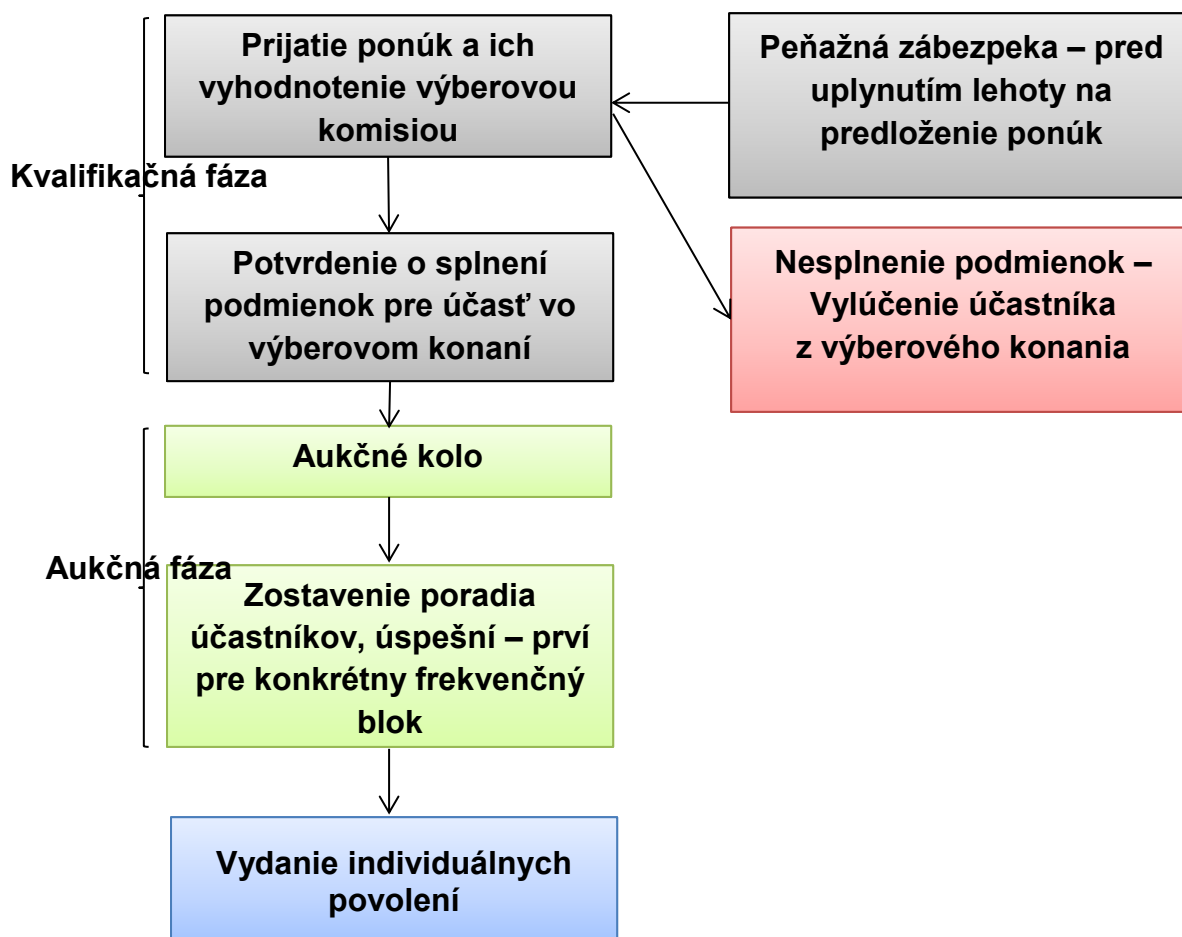 Prijatie ponúk a ich
vyhodnotenie výberovou
komisiou
Peňažná zábezpeka – pred
uplynutím lehoty na
predloženie ponúk
Kvalifikačná fáza
Potvrdenie o splnení
podmienok pre účasť vo
výberovom konaní
Nesplnenie podmienok –
Vylúčenie účastníka
z výberového konania
Aukčné kolo
Aukčná fáza
Zostavenie poradia
účastníkov, úspešní – prví
pre konkrétny frekvenčný
blok
Vydanie individuálnych
povolení